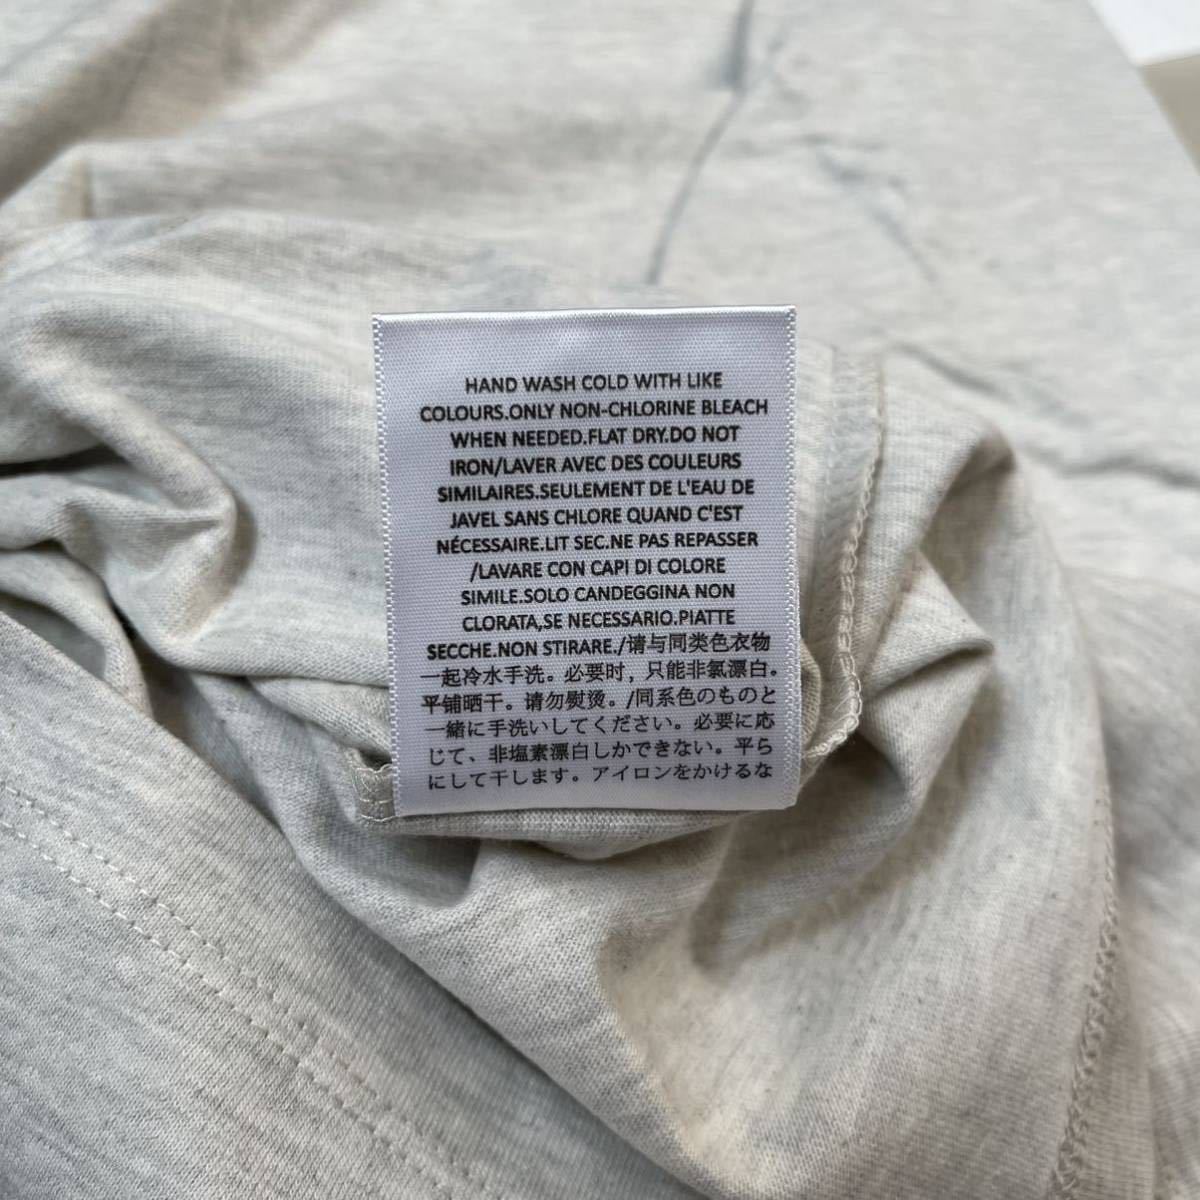 HAND WASH COLD WITH LIKE
COLOURS.ONLY NON-CHLORINE BLEACH
WHEN NEEDED.FLAT DRY.DO NOT
IRON/LAVER AVEC DES COULEURS
SIMILAIRES.SEULEMENT DE L'EAU DE
JAVEL SANS CHLORE QUAND C'EST
NÉCESSAIRE.LIT SEC.NE PAS REPASSER
/LAVARE CON CAPI DI COLORE
SIMILE.SOLO CANDEGGINA NON
CLORATA,SE NECESSARIO.PIATTE
SECCHE.NON STIRARE./请与同类色衣物
一起冷水手洗。必要时，只能非氯漂白。
平铺晒干。请勿熨烫。/同系色のものと
一緒に手洗いしてください。必要に応
じて、非塩素漂白しかできない。平ら
にして干します。アイロンをかけるな